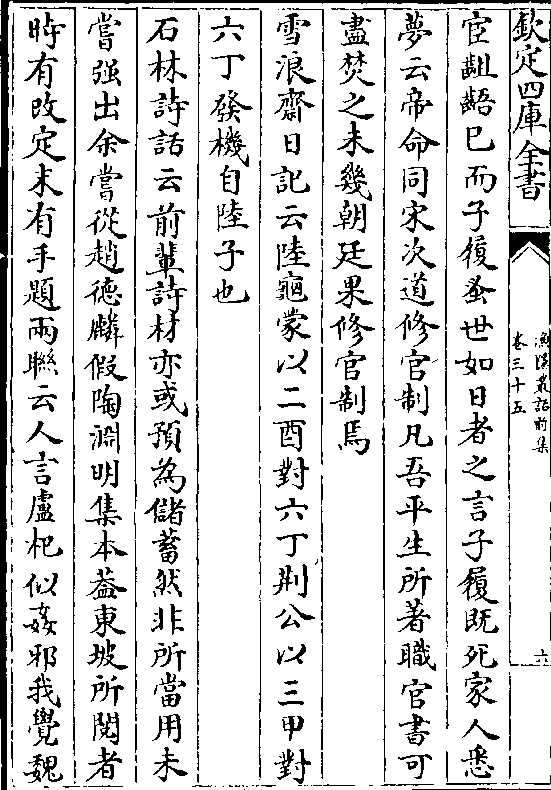 欽定四庫全書
漁隱叢話前集
卷三十五
六
宦齟齬已而子履蚤世如日者之言子履既死家人悉
夢云帝命同宋次道修官制凡吾平生所著職官書可
盡焚之未幾朝廷果修官制焉
雪浪齋日記云陸龜蒙以二酉對六丁荆公以三甲對
六丁發機自陸子也
石林詩話云前輩詩材亦或預為儲蓄然非所當用未
嘗强出余嘗從趙德麟假陶淵明集本葢東坡所閱者
時有改定末有手題兩聯云人言盧杞似姦邪我覺魏